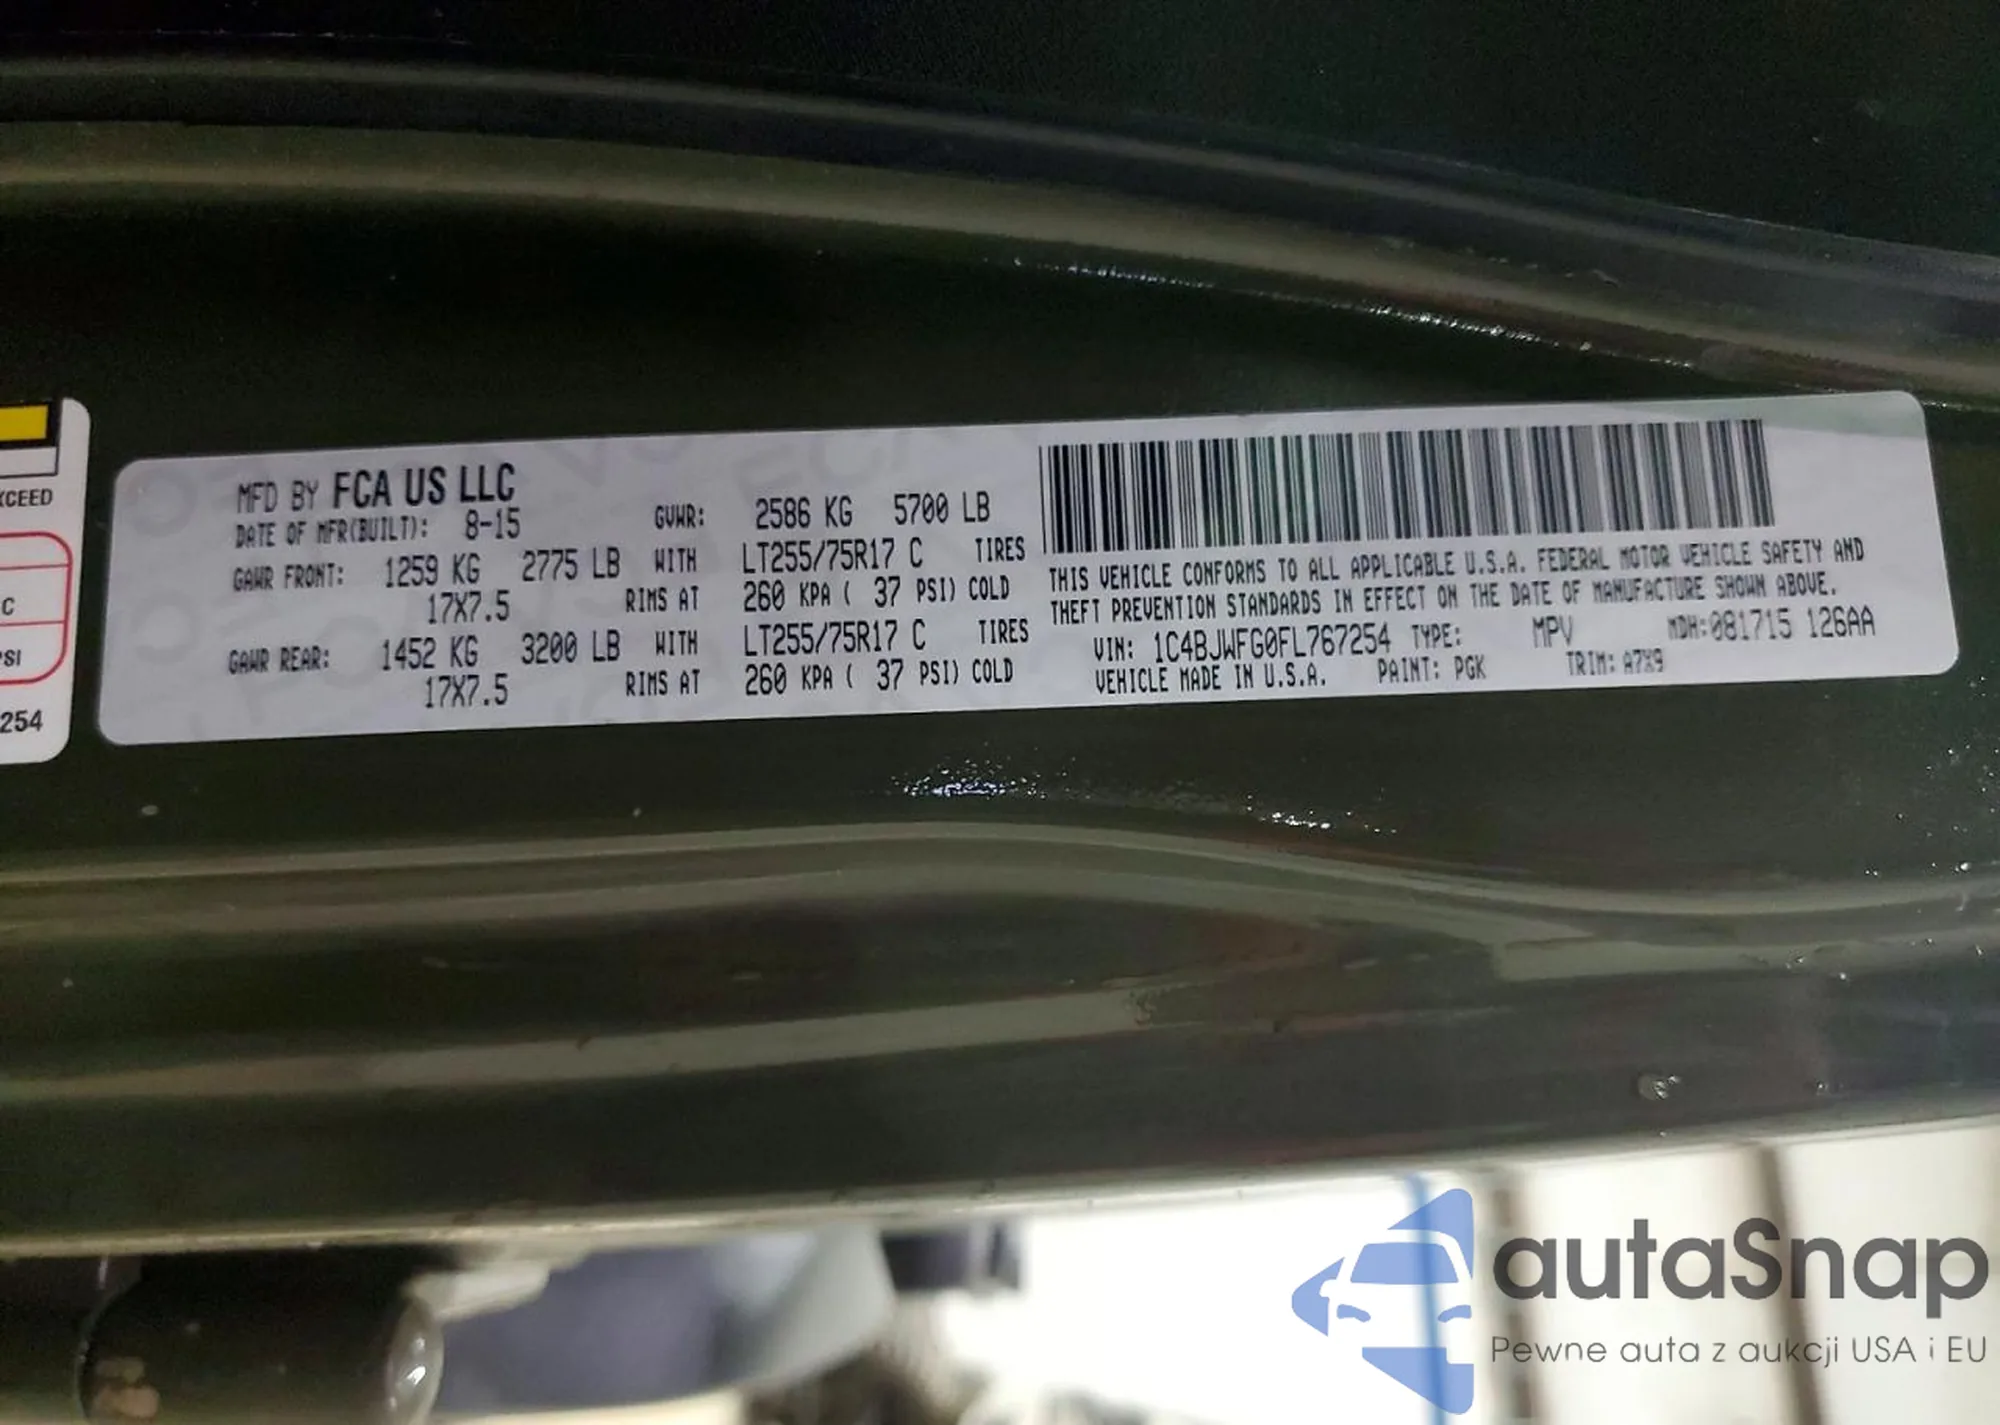 XCEED
C
PSI
254
MFD BY FCA US LLC
DATE OF MFR(BUILT): 8-15 GVWR: 2586 KG 5700 LB
GAWR FRONT: 1259 KG 2775 LB WITH LT255/75R17 C TIRES
17X7.5 RIMS AT 260 KPA ( 37 PSI) COLD
GAWR REAR: 1452 KG 3200 LB WITH LT255/75R17 C TIRES
17X7.5 RIMS AT 260 KPA ( 37 PSI) COLD
THIS VEHICLE CONFORMS TO ALL APPLICABLE U.S.A. FEDERAL MOTOR VEHICLE SAFETY AND
THEFT PREVENTION STANDARDS IN EFFECT ON THE DATE OF MANUFACTURE SHOWN ABOVE.
VIN: 1C4BJWFG0FL767254 TYPE: MPV MDH:081715 126AA
VEHICLE MADE IN U.S.A. PAINT: PGK TRIM: A7X9
autaSnap
Pewne auta z aukcji USA i EU